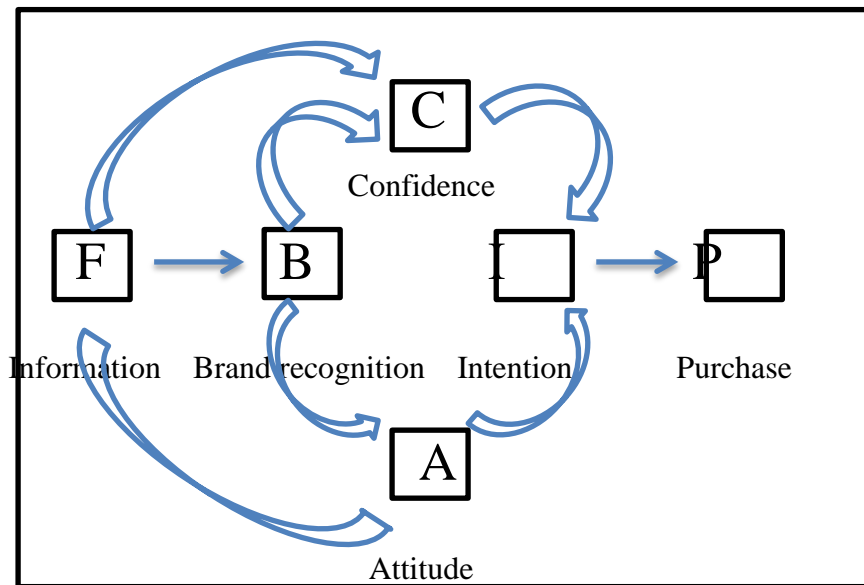 C
Confidence
F B I P
Information Brand recognition Intention Purchase
A
Attitude